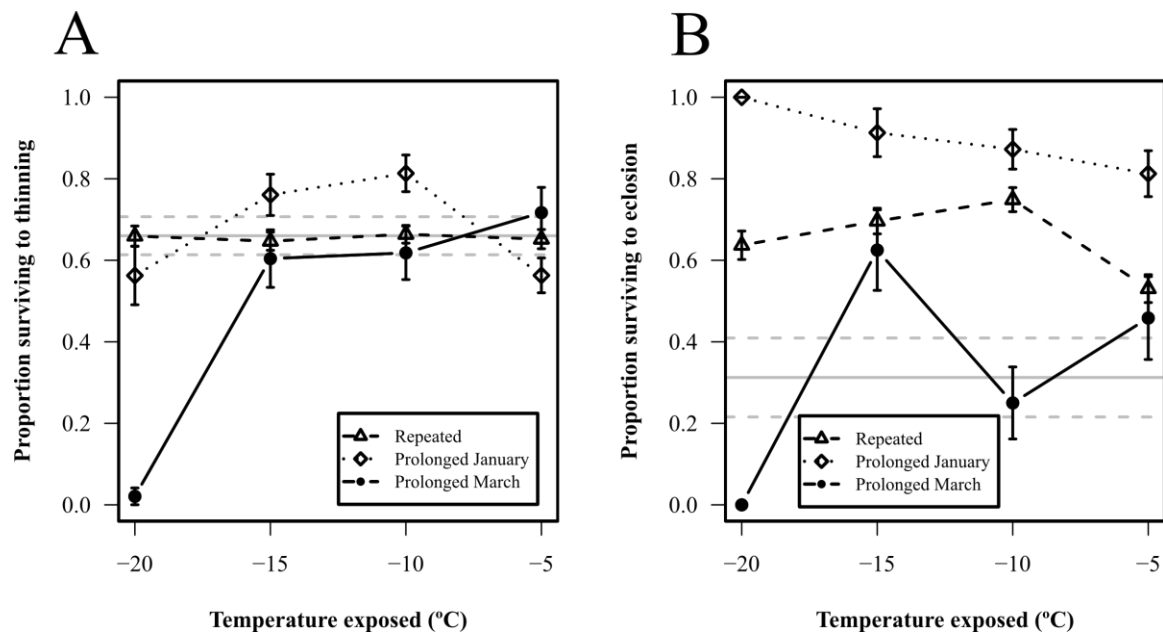 A
Proportion surviving to thinning
1.0
0.8
0.6
0.4
0.2
0.0
Repeated
Prolonged January
Prolonged March
−20
−15
−10
−5
Temperature exposed (ºC)
B
Proportion surviving to eclosion
1.0
0.8
0.6
0.4
0.2
0.0
Repeated
Prolonged January
Prolonged March
−20
−15
−10
−5
Temperature exposed (ºC)